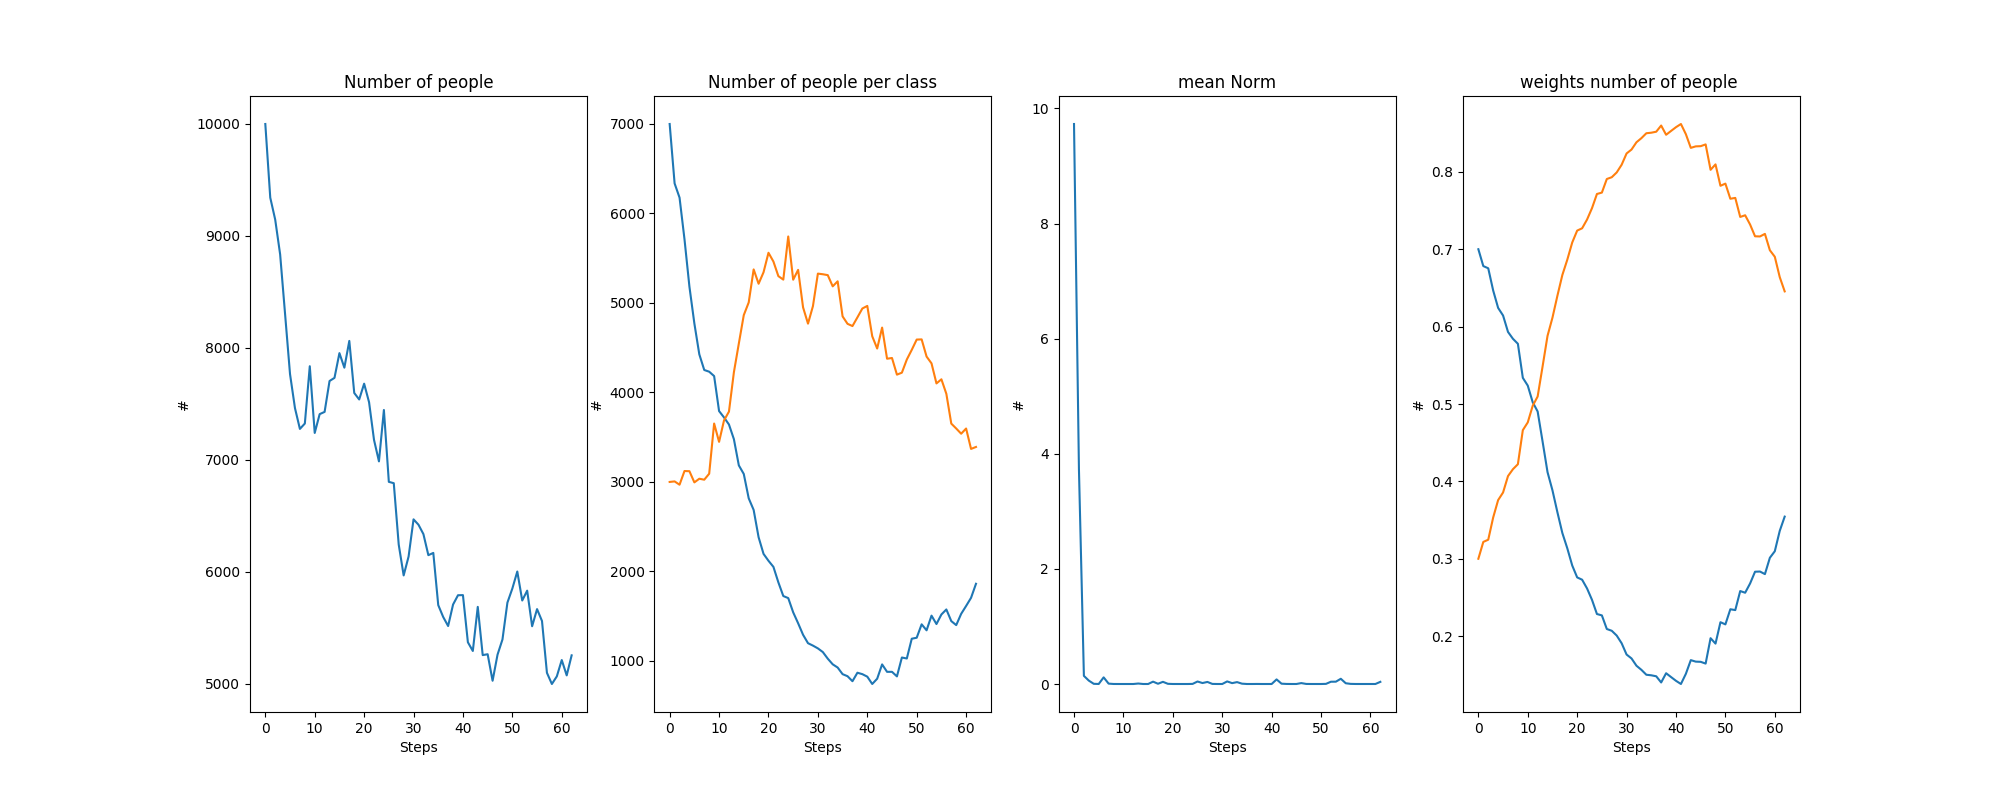 Number of people
10000
9000
8000
7000
6000
5000
#
0 10 20 30 40 50 60
Steps
Number of people per class
7000
6000
5000
4000
3000
2000
1000
#
0 10 20 30 40 50 60
Steps
mean Norm
10
8
6
4
2
0
#
0 10 20 30 40 50 60
Steps
weights number of people
0.8
0.7
0.6
0.5
0.4
0.3
0.2
#
0 10 20 30 40 50 60
Steps